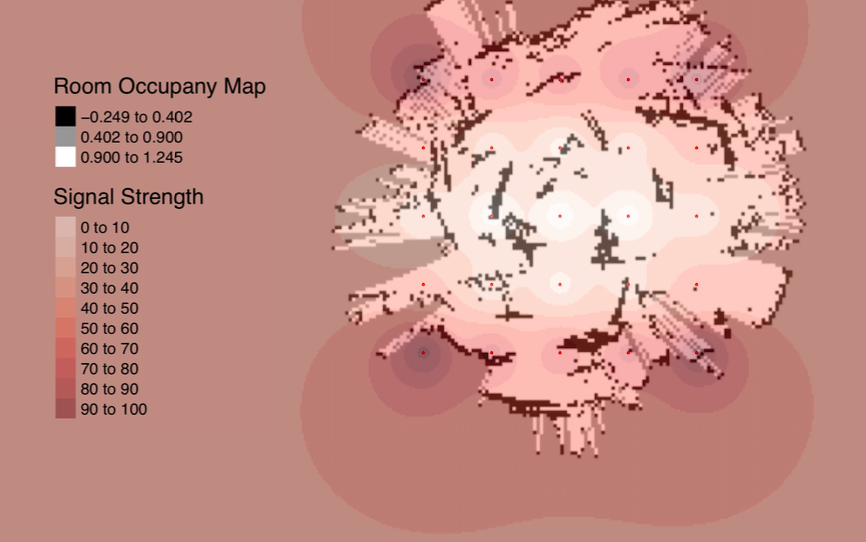 Room Occupany Map
−0.249 to 0.402
0.402 to 0.900
0.900 to 1.245
Signal Strength
0 to 10
10 to 20
20 to 30
30 to 40
40 to 50
50 to 60
60 to 70
70 to 80
80 to 90
90 to 100